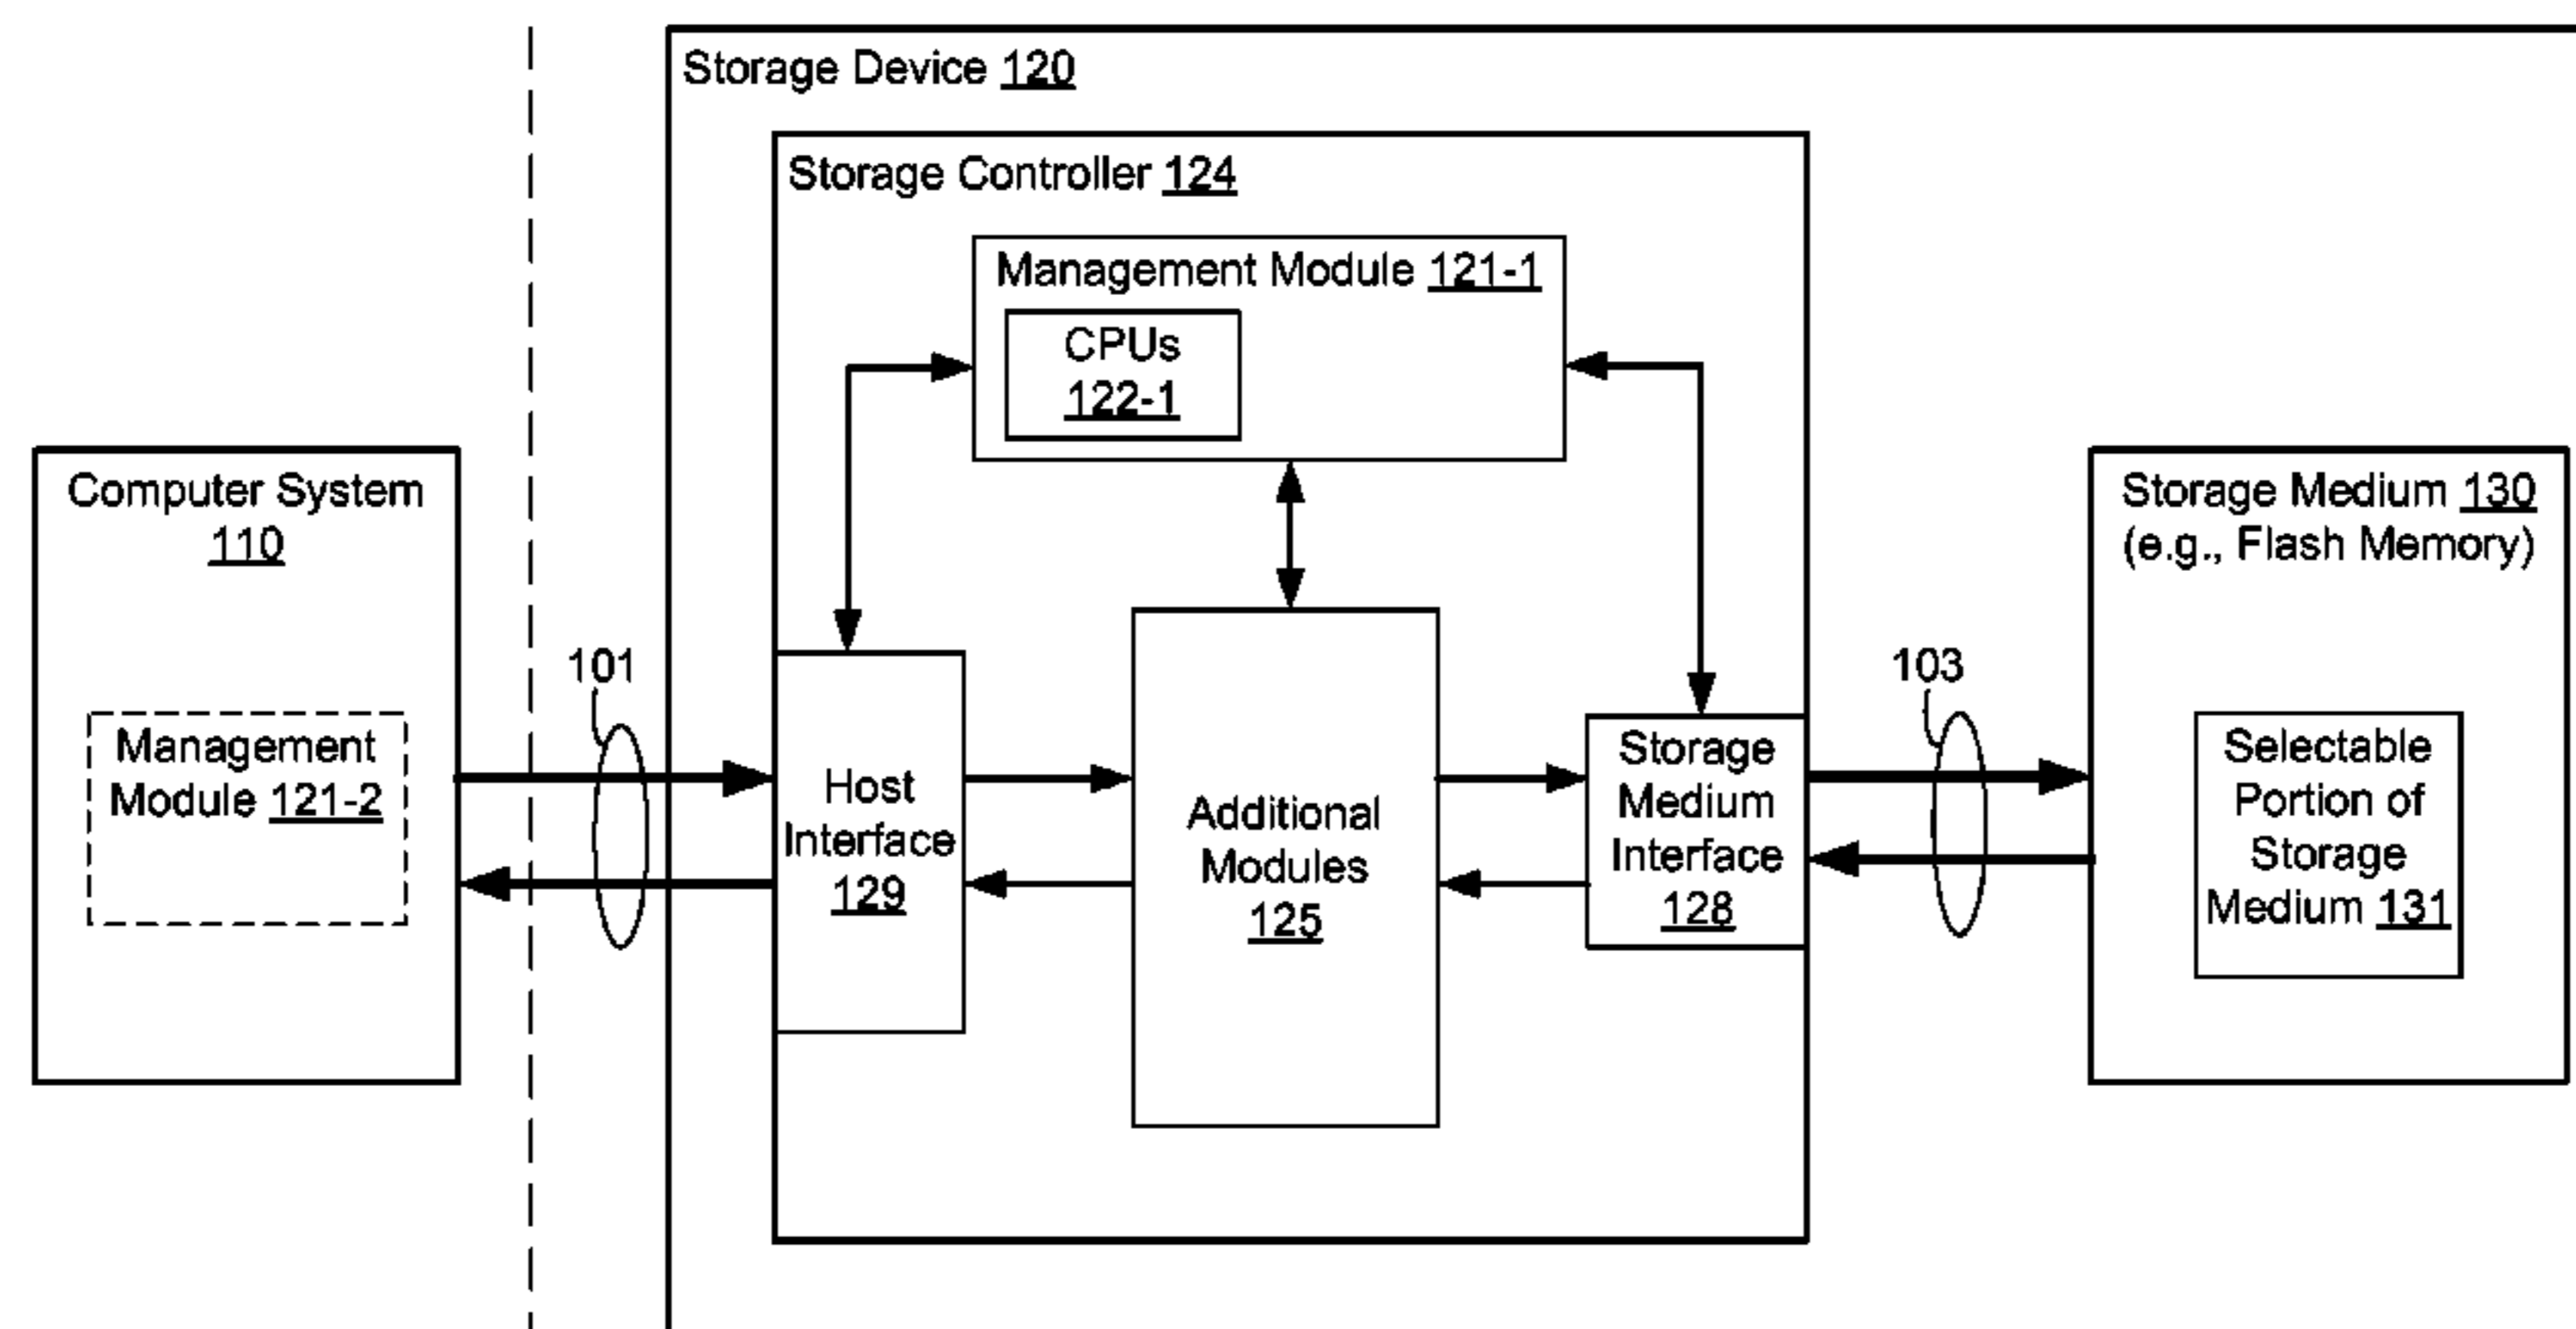 Storage Device 120
Storage Controller 124
Management Module 121-1
CPUs
122-1
Computer System
110
Management
Module 121-2
101
Host
Interface
129
Additional
Modules
125
Storage
Medium
Interface
128
103
Storage Medium 130
(e.g., Flash Memory)
Selectable
Portion of
Storage
Medium 131